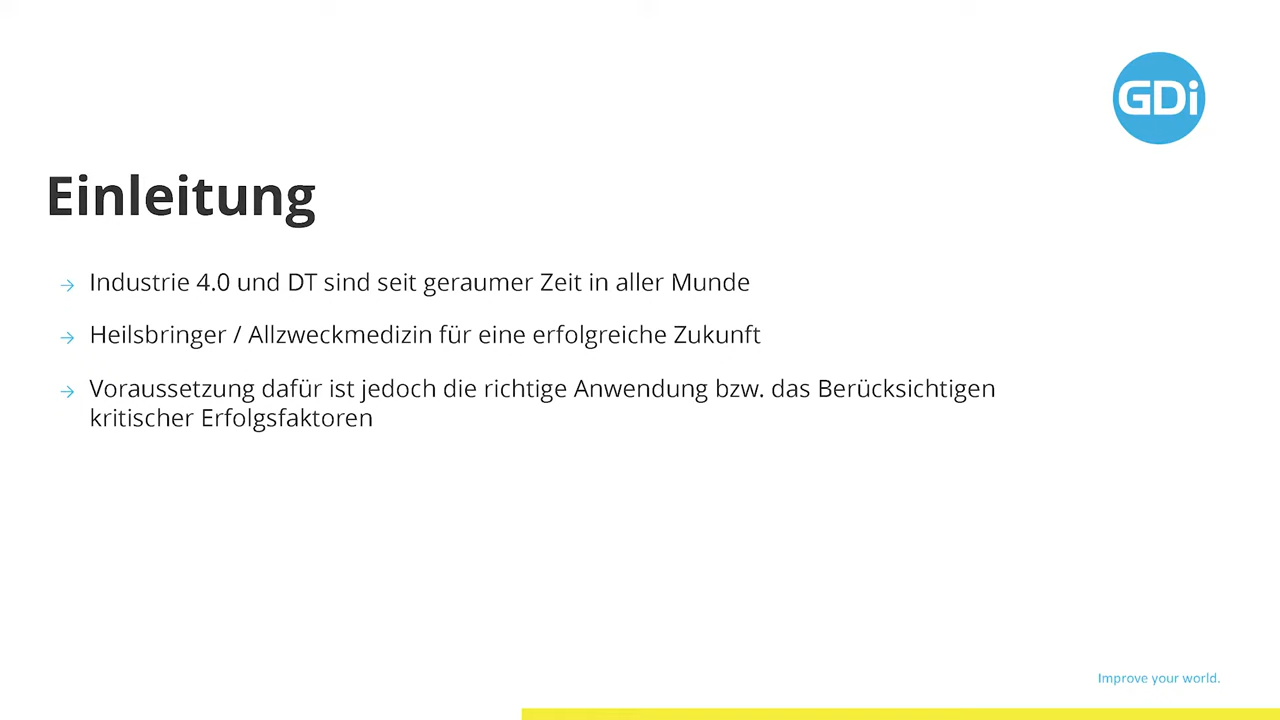 GDi
Einleitung
→ Industrie 4.0 und DT sind seit geraumer Zeit in aller Munde
→ Heilsbringer / Allzweckmedizin für eine erfolgreiche Zukunft
→ Voraussetzung dafür ist jedoch die richtige Anwendung bzw. das Berücksichtigen
kritischer Erfolgsfaktoren
Improve your world.